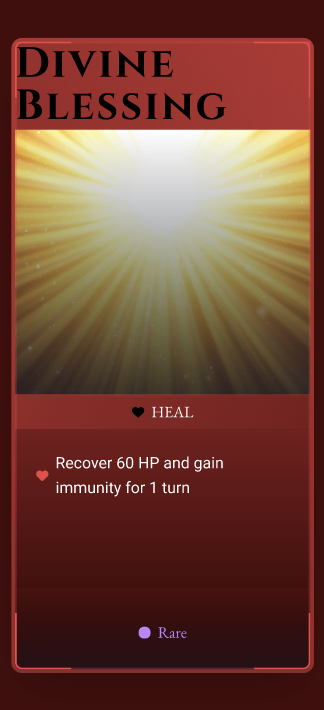 Divine
Blessing
HEAL
Recover 60 HP and gain
immunity for 1 turn
Rare